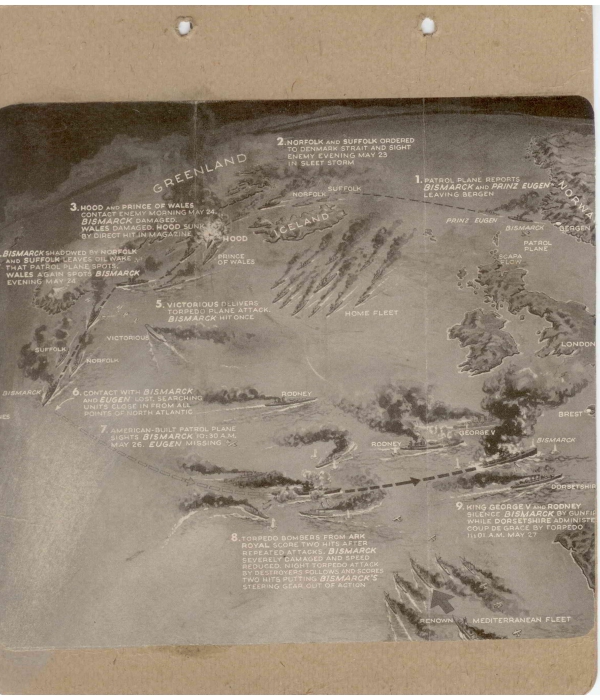 GREENLAND
2. NORFOLK AND SUFFOLK ORDERED
TO DENMARK STRAIT AND SIGHT
ENEMY EVENING MAY 23
IN SLEET STORM
1. PATROL PLANE REPORTS
BISMARCK AND PRINZ EUGEN
LEAVING BERGEN
NORWAY
SUFFOLK
NORFOLK
3. HOOD AND PRINCE OF WALES
CONTACT ENEMY MORNING MAY 24.
BISMARCK DAMAGED.
WALES DAMAGED. HOOD SUNK
BY DIRECT HIT IN MAGAZINE
ICELAND
PRINZ EUGEN
BISMARCK
BERGEN
HOOD
PATROL
PLANE
PRINCE
OF WALES
SCAPA
FLOW
BISMARCK SHADOWED BY NORFOLK
AND SUFFOLK LEAVES OIL WAKE
THAT PATROL PLANE SPOTS.
WALES AGAIN SPOTS BISMARCK
EVENING MAY 24
5. VICTORIOUS DELIVERS
TORPEDO PLANE ATTACK.
BISMARCK HIT ONCE
HOME FLEET
VICTORIOUS
LONDON
SUFFOLK
NORFOLK
BISMARCK
6. CONTACT WITH BISMARCK
AND EUGEN LOST, SEARCHING
UNITS CLOSE IN FROM ALL
POINTS OF NORTH ATLANTIC
RODNEY
BREST
7. AMERICAN-BUILT PATROL PLANE
SIGHTS BISMARCK 10:30 A.M.
MAY 26. EUGEN MISSING
GEORGE V
RODNEY
BISMARCK
DORSETSHIR
9. KING GEORGE V AND RODNEY
SILENCE BISMARCK BY GUNFI
WHILE DORSETSHIRE ADMINISTE
COUP DE GRACE BY TORPEDO
11:01 A.M. MAY 27
8. TORPEDO BOMBERS FROM ARK
ROYAL SCORE TWO HITS AFTER
REPEATED ATTACKS. BISMARCK
SEVERELY DAMAGED AND SPEED
REDUCED. NIGHT TORPEDO ATTACK
BY DESTROYERS FOLLOWS AND SCORES
TWO HITS, PUTTING BISMARCK'S
STEERING GEAR OUT OF ACTION
RENOWN
MEDITERRANEAN FLEET